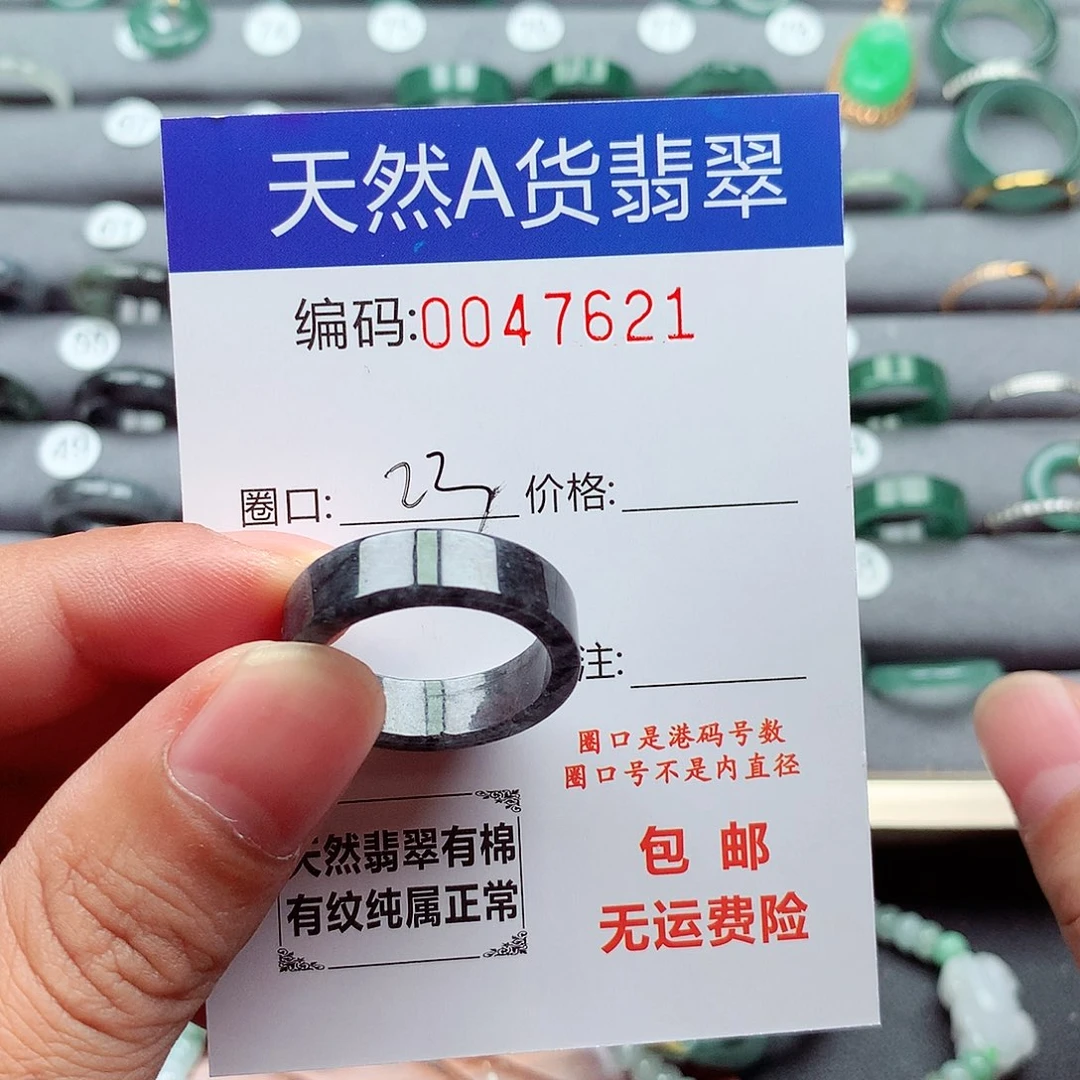 天然A货翡翠
编码:0047621
圈口: 23 价格:
注:
圈口是港码号数
圈口号不是内直径
天然翡翠有棉
有纹纯属正常
包邮
无运费险
49